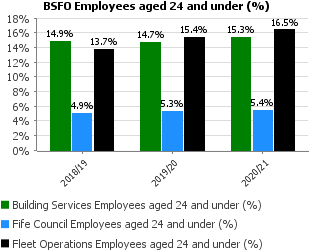 BSFO Employees aged 24 and under (%)
18%
16%
14%
12%
10%
8%
6%
4%
2%
0%
14.9% 4.9% 13.7% 14.7% 5.3% 15.4% 15.3% 5.4% 16.5%
2018/19 2019/20 2020/21
Building Services Employees aged 24 and under (%)
Fife Council Employees aged 24 and under (%)
Fleet Operations Employees aged 24 and under (%)